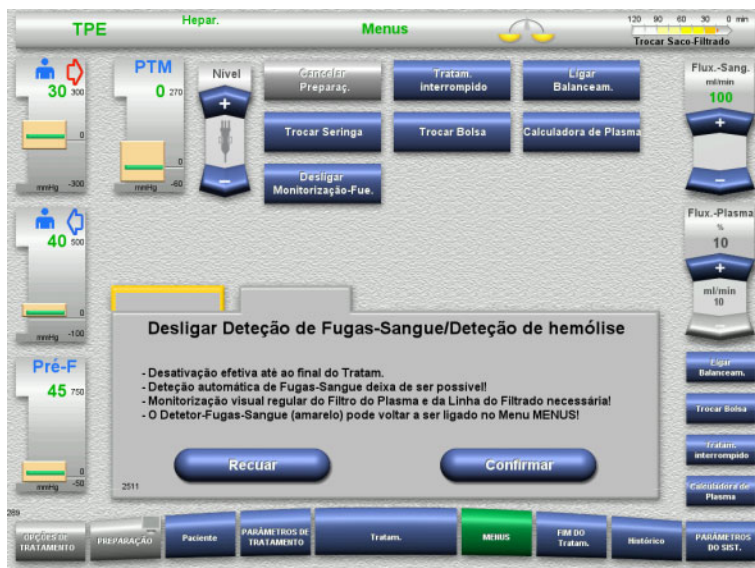 TPE
Hepar.
Menus
120 90 60 30 0 min
Trocar Saco-Filtrado
30 300
0
mmHg -300
PTM
0 270
0
mmHg -60
Nível
+
−
Cancelar
Preparaç.
Tratam.
interrompido
Ligar
Balanceam.
Trocar Seringa
Trocar Bolsa
Calculadora de Plasma
Desligar
Monitorização-Fue.
Flux.-Sang.
ml/min
100
+
−
40 500
0
mmHg -100
Flux.-Plasma
%
10
+
ml/min
10
−
Pré-F
45 750
0
mmHg -50
Desligar Deteção de Fugas-Sangue/Deteção de hemólise
- Desativação efetiva até ao final do Tratam.
- Deteção automática de Fugas-Sangue deixa de ser possivel!
- Monitorização visual regular do Filtro do Plasma e da Linha do Filtrado necessária!
- O Detetor-Fugas-Sangue (amarelo) pode voltar a ser ligado no Menu MENUS!
Recuar
Confirmar
2511
Ligar
Balanceam.
Trocar Bolsa
Tratam.
interrompido
Calculadora de
Plasma
289
OPÇÕES DE
TRATAMENTO
PREPARAÇÃO
Paciente
PARÂMETROS DE
TRATAMENTO
Tratam.
MENUS
FIM DO
Tratam.
Histórico
PARÂMETROS
DO SIST.